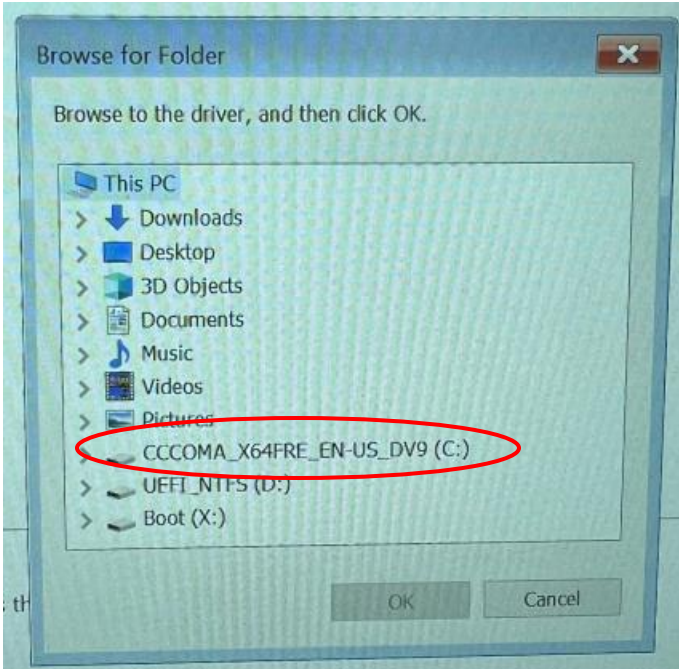 Browse for Folder
Browse to the driver, and then click OK.
This PC
Downloads
Desktop
3D Objects
Documents
Music
Videos
Pictures
CCCOMA_X64FRE_EN-US_DV9 (C:)
UEFI_NTFS (D:)
Boot (X:)
s th
OK
Cancel